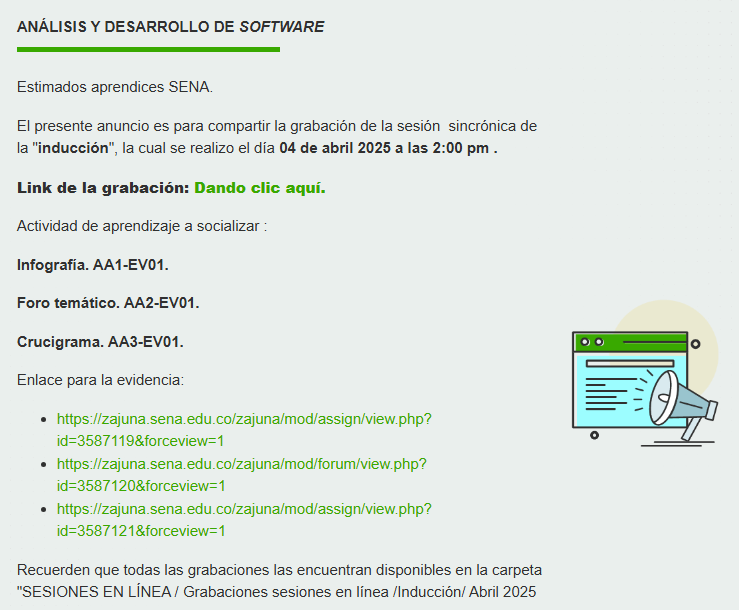 ANÁLISIS Y DESARROLLO DE SOFTWARE
Estimados aprendices SENA.
El presente anuncio es para compartir la grabación de la sesión  sincrónica de
la "inducción", la cual se realizo el día 04 de abril 2025 a las 2:00 pm .
Link de la grabación: Dando clic aquí.
Actividad de aprendizaje a socializar :
Infografía. AA1-EV01.
Foro temático. AA2-EV01.
Crucigrama. AA3-EV01.
Enlace para la evidencia:
https://zajuna.sena.edu.co/zajuna/mod/assign/view.php?
id=3587119&forceview=1
https://zajuna.sena.edu.co/zajuna/mod/forum/view.php?
id=3587120&forceview=1
https://zajuna.sena.edu.co/zajuna/mod/assign/view.php?
id=3587121&forceview=1
Recuerden que todas las grabaciones las encuentran disponibles en la carpeta
"SESIONES EN LÍNEA / Grabaciones sesiones en línea /Inducción/ Abril 2025